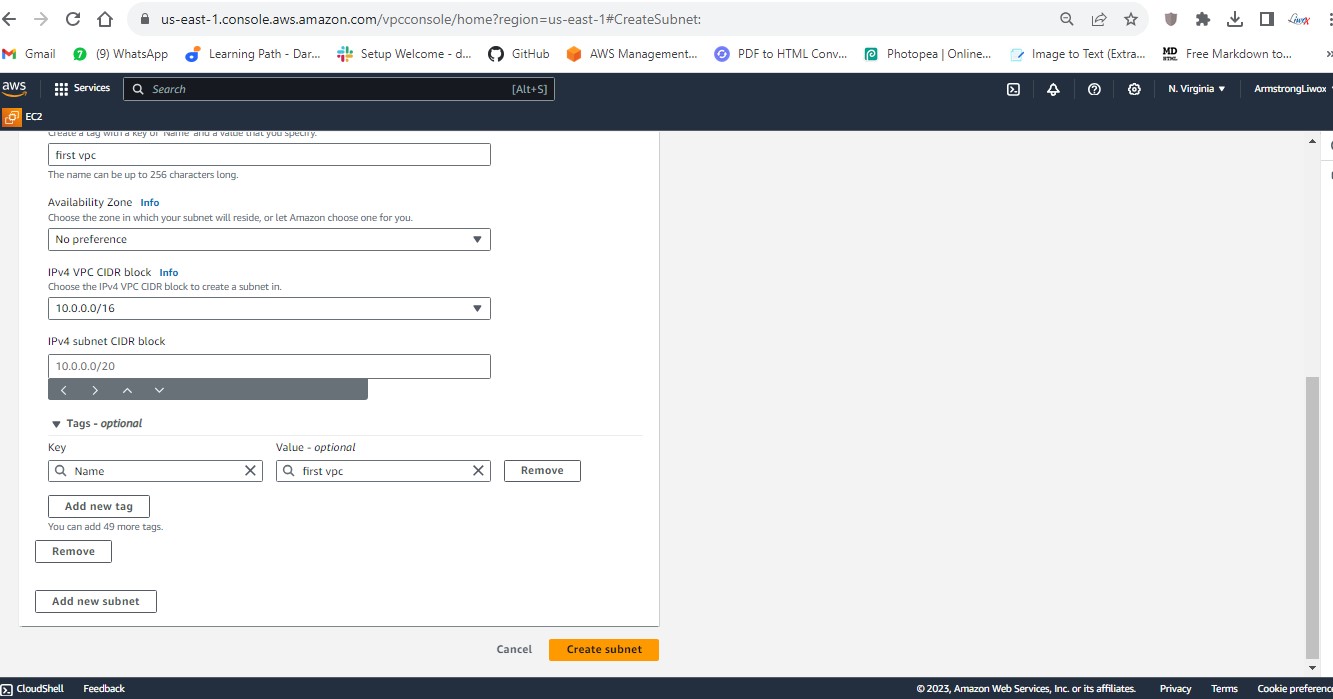 us-east-1.console.aws.amazon.com/vpcconsole/home?region=us-east-1#CreateSubnet:
Gmail (9) WhatsApp Learning Path - Dar... Setup Welcome - d... GitHub AWS Management... PDF to HTML Conv... Photopea | Online... Image to Text (Extra... MD HTML Free Markdown to... »
aws Services Search [Alt+S] N. Virginia ArmstrongLiwox
EC2
Create a tag with a key of 'Name' and a value that you specify.
first vpc
The name can be up to 256 characters long.
Availability Zone Info
Choose the zone in which your subnet will reside, or let Amazon choose one for you.
No preference
IPv4 VPC CIDR block Info
Choose the IPv4 VPC CIDR block to create a subnet in.
10.0.0.0/16
IPv4 subnet CIDR block
10.0.0.0/20
Tags - optional
Key Value - optional
Name first vpc Remove
Add new tag
You can add 49 more tags.
Remove
Add new subnet
Cancel Create subnet
CloudShell Feedback © 2023, Amazon Web Services, Inc. or its affiliates. Privacy Terms Cookie preferenc